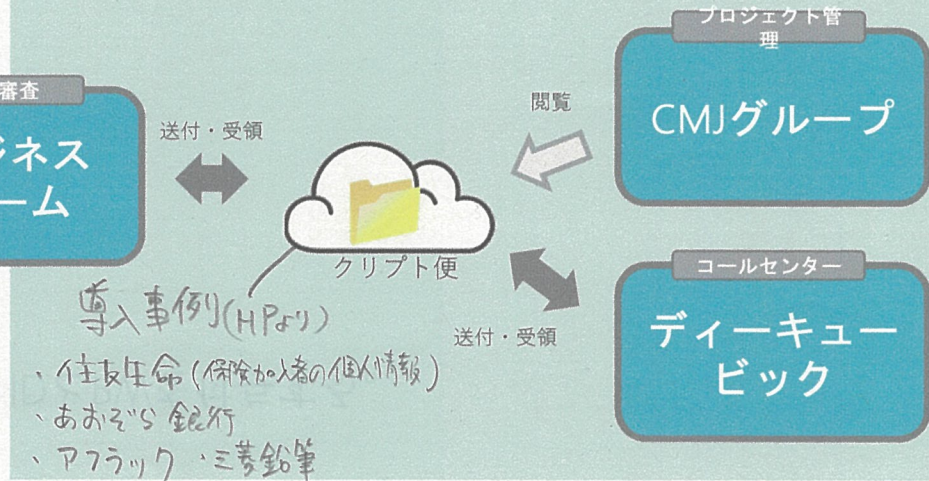 プロジェクト管
理
CMJグループ
審査
ジネス
ーム
送付・受領
閲覧
クリプト便
コールセンター
ディーキュー
ビック
送付・受領
導入事例(HPより)
・住友生命(保険加入者の個人情報)
・あおぞら銀行
・アフラック ・三菱鉛筆